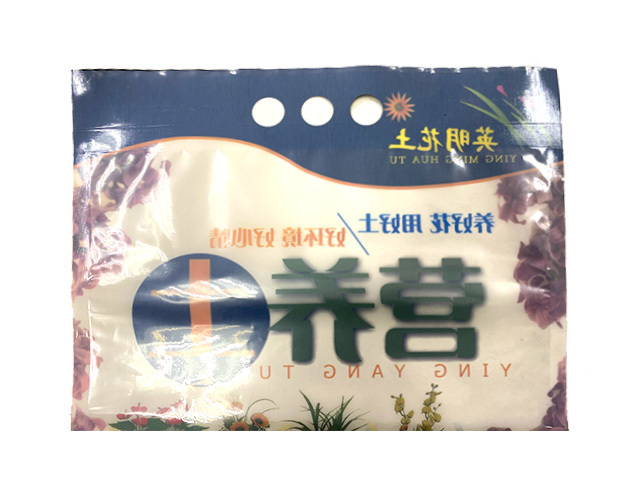 英明花土
YING MING HUA TU
养好花 用好土
好环境 好心情
营养土
YING YANG TU